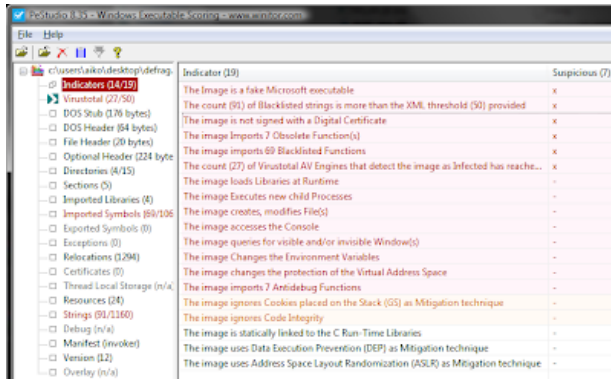 PeStudio 8.35 - Windows Executable Scoring - www.winitor.com
File Help
c:\users\aiko\desktop\defrag.
Indicators (14/19)
Virustotal (27/50)
DOS Stub (176 bytes)
DOS Header (64 bytes)
File Header (20 bytes)
Optional Header (224 byte
Directories (4/15)
Sections (5)
Imported Libraries (4)
Imported Symbols (69/106
Exported Symbols (0)
Exceptions (0)
Relocations (1294)
Certificates (0)
Thread Local Storage (n/a)
Resources (24)
Strings (91/1160)
Debug (n/a)
Manifest (invoker)
Version (12)
Overlay (n/a)
Indicator (19) Suspicious (7)
The Image is a fake Microsoft executable x
The count (91) of Blacklisted strings is more than the XML threshold (50) provided x
The image is not signed with a Digital Certificate x
The image Imports 7 Obsolete Function(s) x
The image imports 69 Blacklisted Functions x
The count (27) of Virustotal AV Engines that detect the image as Infected has reache... x
The image loads Libraries at Runtime -
The image Executes new child Processes -
The image creates, modifies File(s) -
The image accesses the Console -
The image queries for visible and/or invisible Window(s) -
The image Changes the Environment Variables -
The image changes the protection of the Virtual Address Space -
The image imports 7 Antidebug Functions -
The image ignores Cookies placed on the Stack (GS) as Mitigation technique -
The image ignores Code Integrity -
The image is statically linked to the C Run-Time Libraries -
The image uses Data Execution Prevention (DEP) as Mitigation technique -
The image uses Address Space Layout Randomization (ASLR) as Mitigation technique -